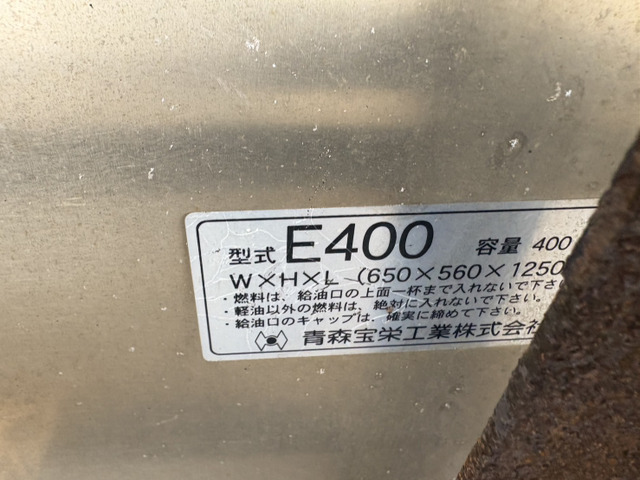 型式 E400 容量 400
W×H×L (650×560×1250
・燃料は、給油口の上面一杯まで入れないで下さ
・軽油以外の燃料は、絶対に入れないで下さい。
・給油口のキャップは、確実に締めて下さい。
青森宝栄工業株式会社